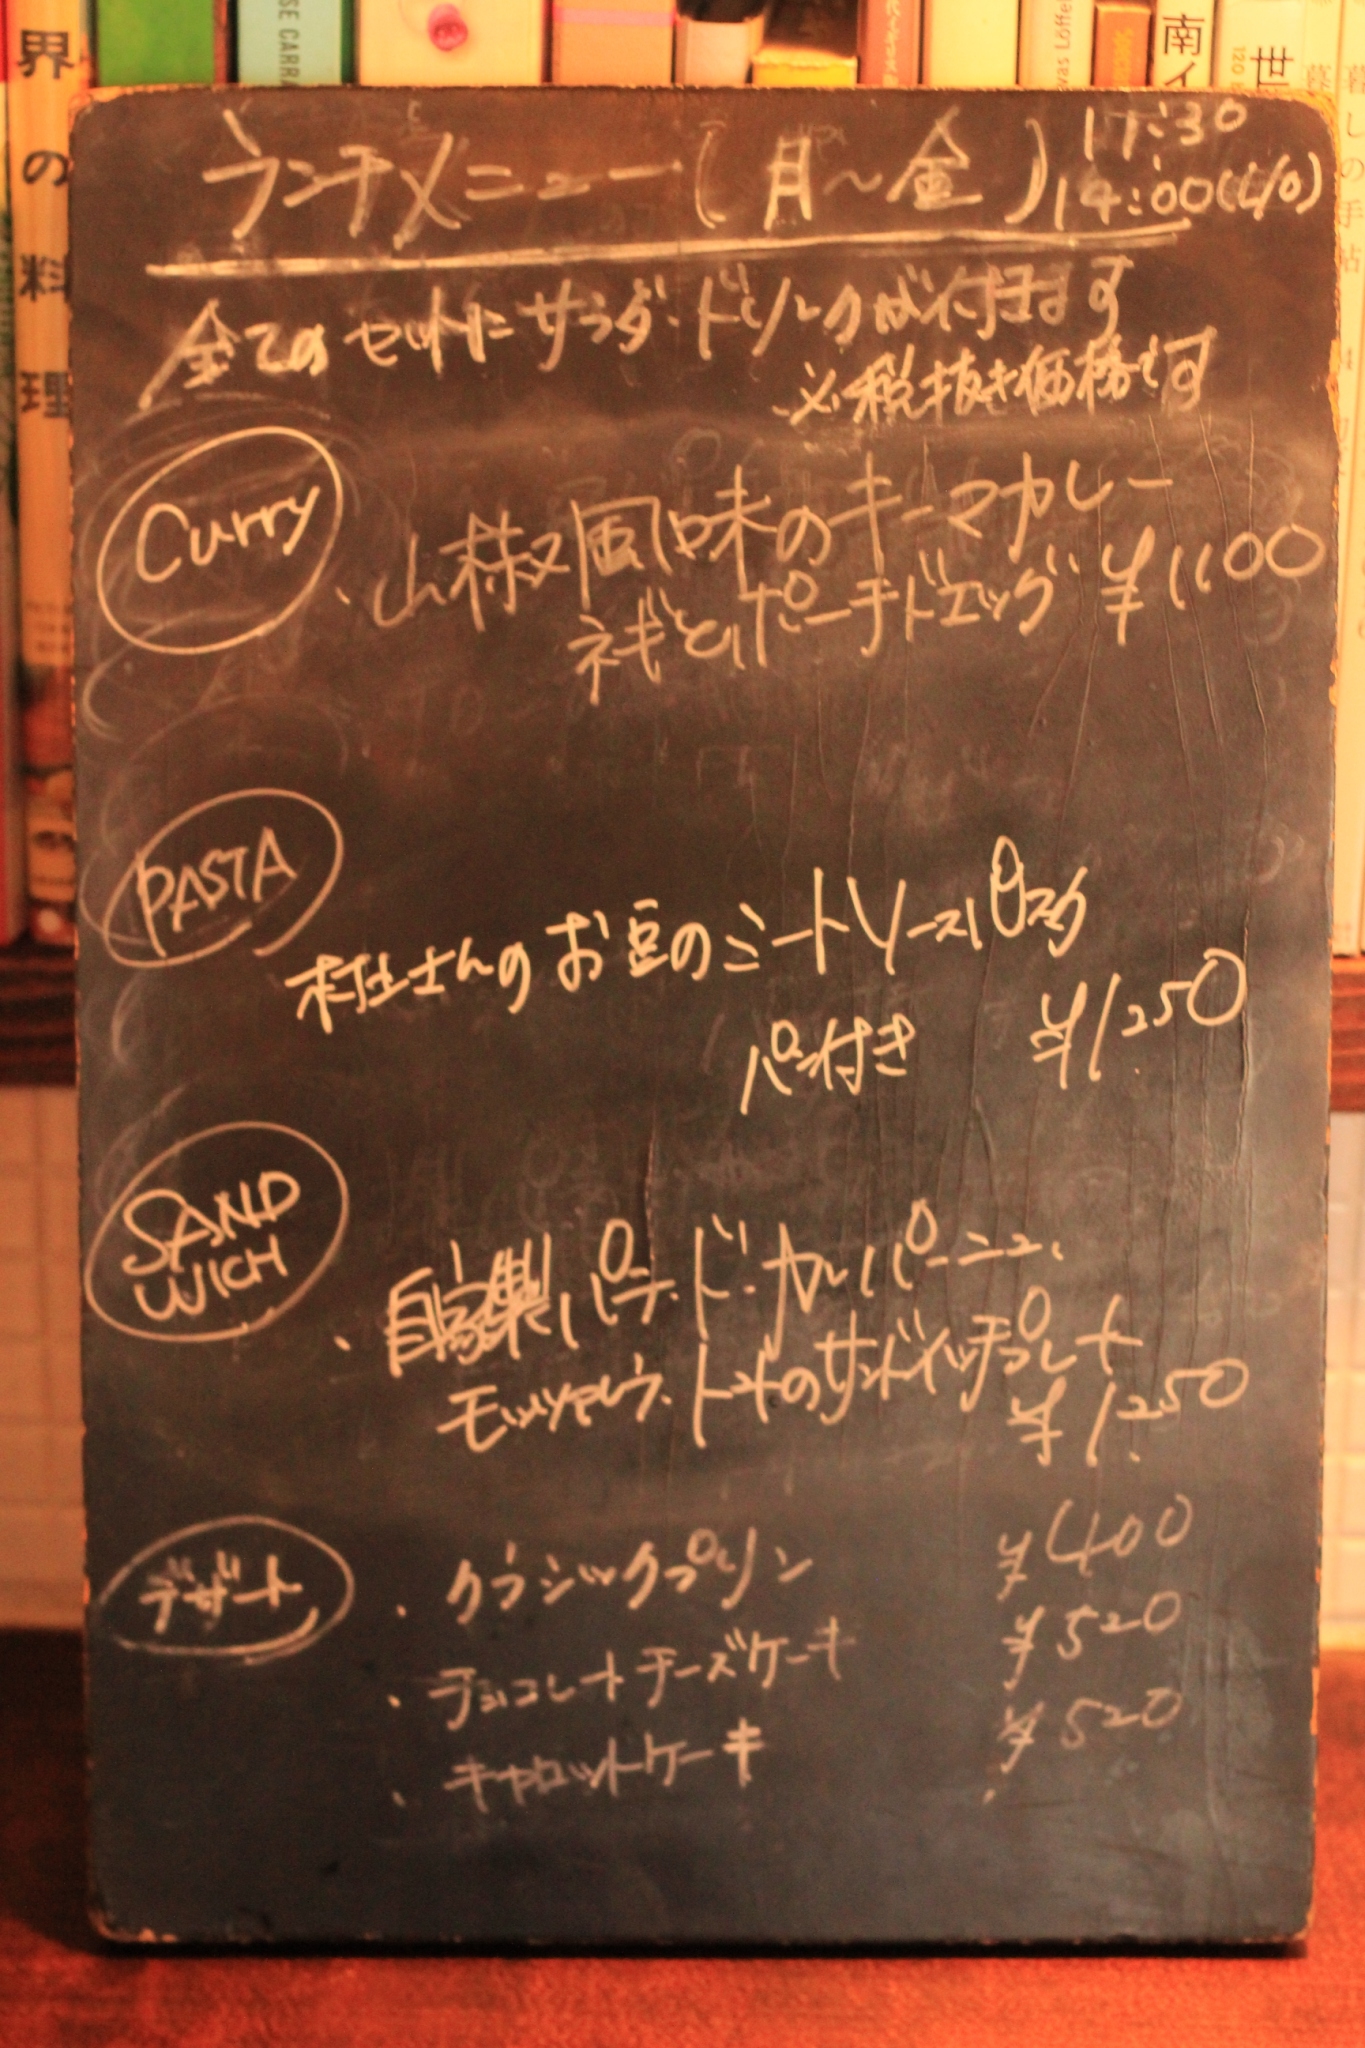 界の料理
SE CARRA
vas Löffel
南イ
世
120
暮しの手帖
ランチメニュー(月〜金) 11:30
14:00(L/O)
全てのセットにサラダ・ドリンクが付きます
※税抜き価格です
Curry
・山椒風味のキーマカレー
ネギとポーチドエッグ ¥1100
PASTA
村上さんのお豆のミートソースパスタ
パン付き ¥1250
SAND
WICH
・自家製パテ・ド・カンパーニュ、
モッツァレラ、トマトのサンドイッチプレート
¥1250
デザート
・クラシックプリン ¥400
・チョコレートチーズケーキ ¥520
・キャロットケーキ ¥520